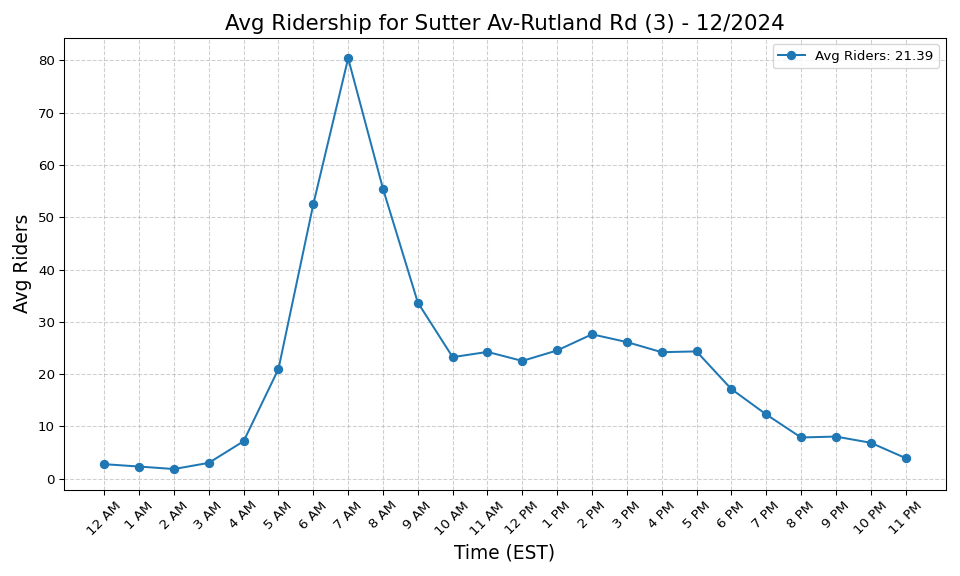 Avg Ridership for Sutter Av-Rutland Rd (3) - 12/2024
Avg Riders: 21.39
Avg Riders
80
70
60
50
40
30
20
10
0
12 AM 1 AM 2 AM 3 AM 4 AM 5 AM 6 AM 7 AM 8 AM 9 AM 10 AM 11 AM 12 PM 1 PM 2 PM 3 PM 4 PM 5 PM 6 PM 7 PM 8 PM 9 PM 10 PM 11 PM
Time (EST)